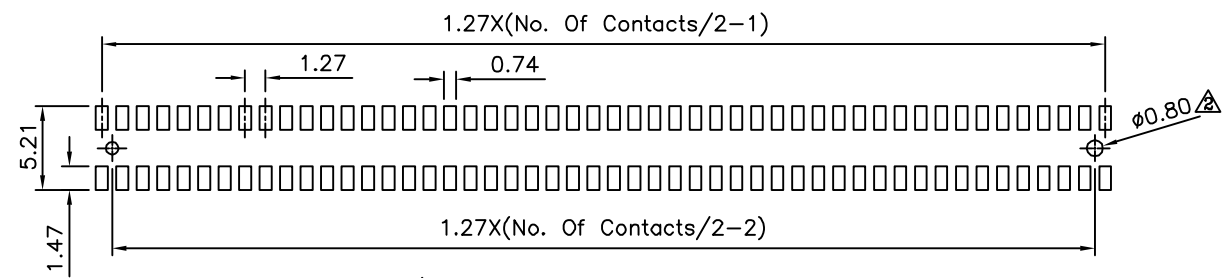 1.27X(No. Of Contacts/2-1)
1.27
0.74
ø0.80 2
5.21
1.47
1.27X(No. Of Contacts/2-2)